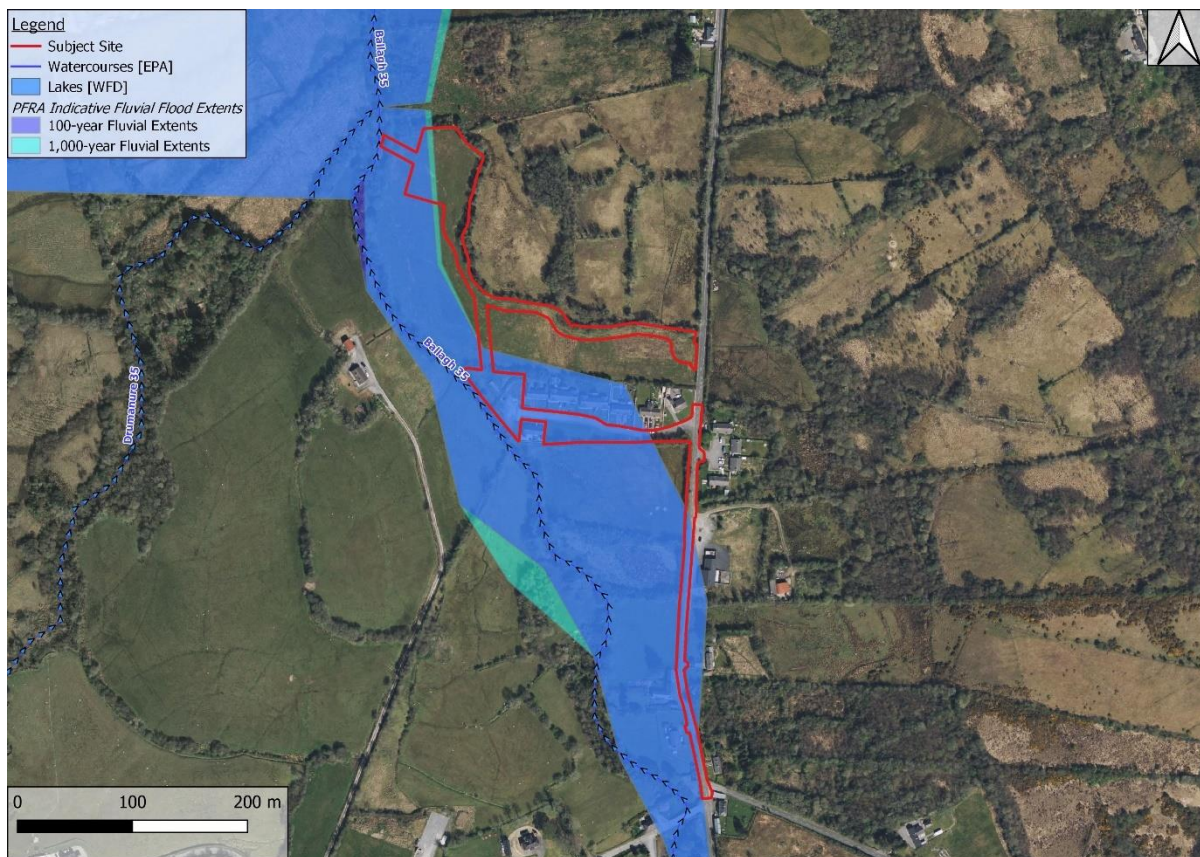 Legend
Subject Site
Watercourses [EPA]
Lakes [WFD]
PFRA Indicative Fluvial Flood Extents
100-year Fluvial Extents
1,000-year Fluvial Extents
Ballagh 35
Ballagh 35
Drumanure 35
0 100 200 m